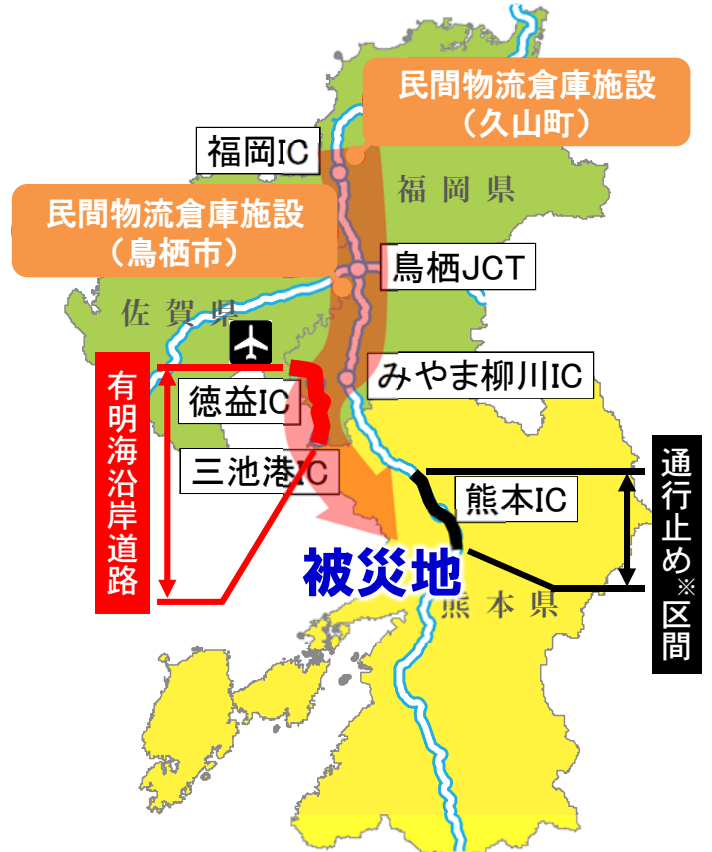 民間物流倉庫施設
（久山町）
福岡IC
福岡県
民間物流倉庫施設
（鳥栖市）
鳥栖JCT
佐賀県
みやま柳川IC
徳益IC
有明海沿岸道路
三池港IC
熊本IC
通行止め※区間
被災地
熊本県